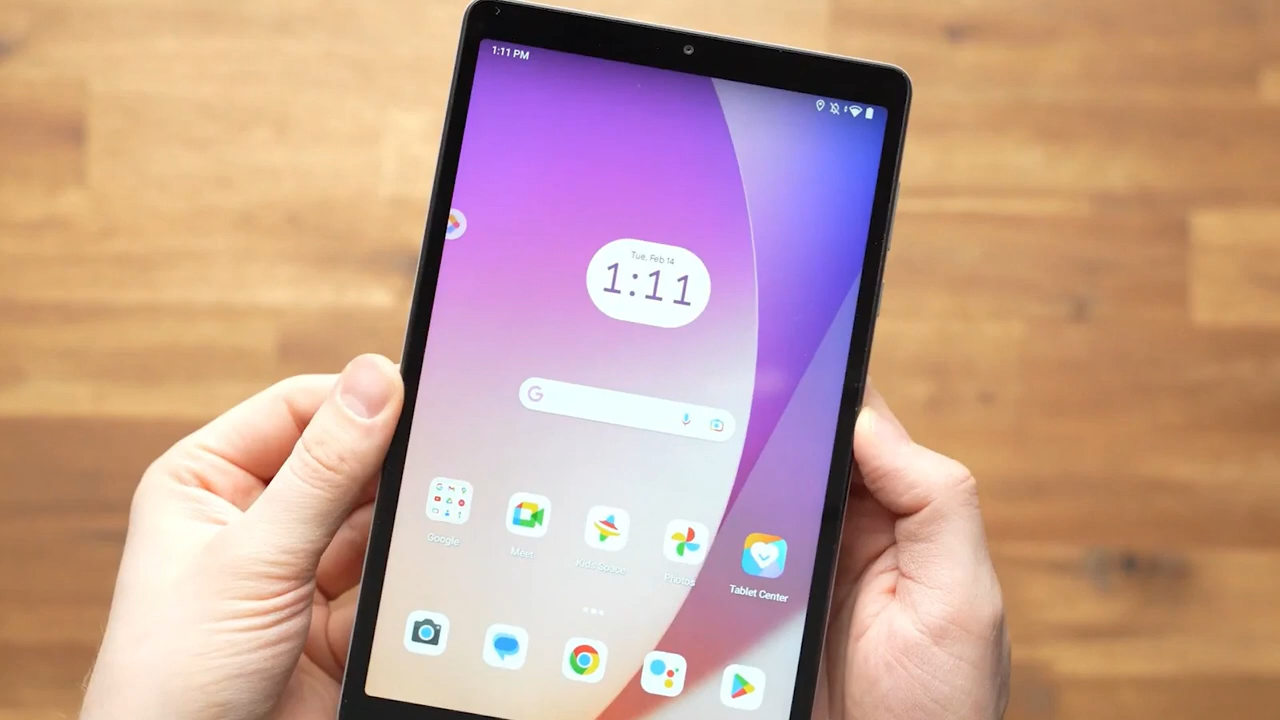 1:11 PM
Tue, Feb 14
1:11
Google
Meet
Kids Space
Photos
Tablet Center